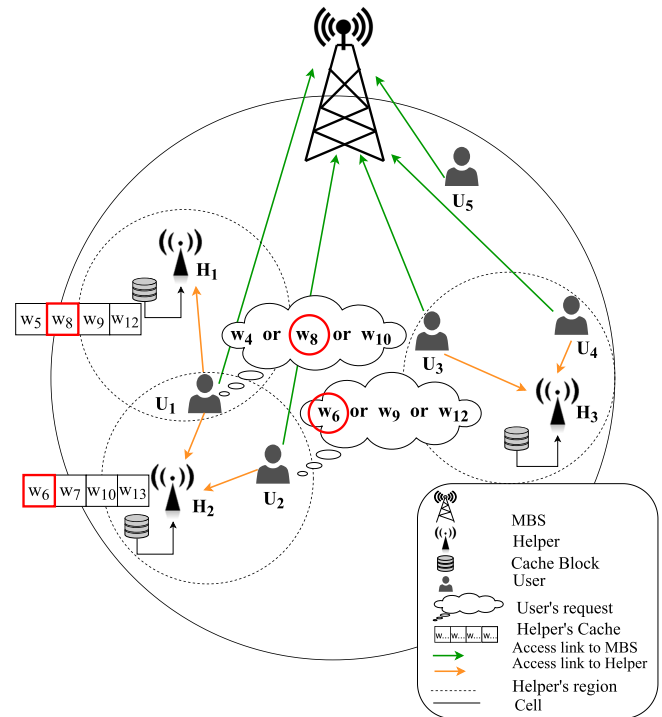 U5
H1
w5 w8 w9 w12
w4 or w8 or w10
U3
U4
U1
w6 or w9 or w12
H3
U2
w6 w7 w10 w13
H2
MBS
Helper
Cache Block
User
User's request
w... w... w... w...
Helper's Cache
Access link to MBS
Access link to Helper
Helper's region
Cell